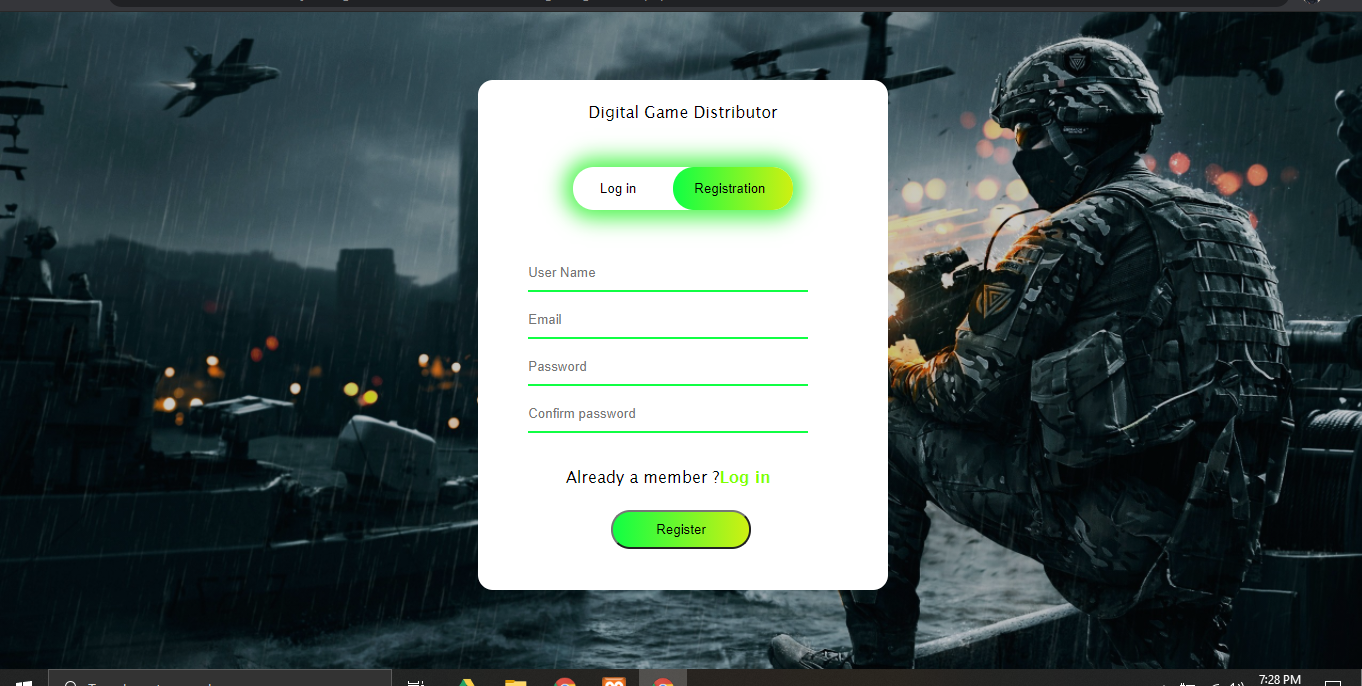 Digital Game Distributor
Log in
Registration
User Name
Email
Password
Confirm password
Already a member ?Log in
Register
7:28 PM